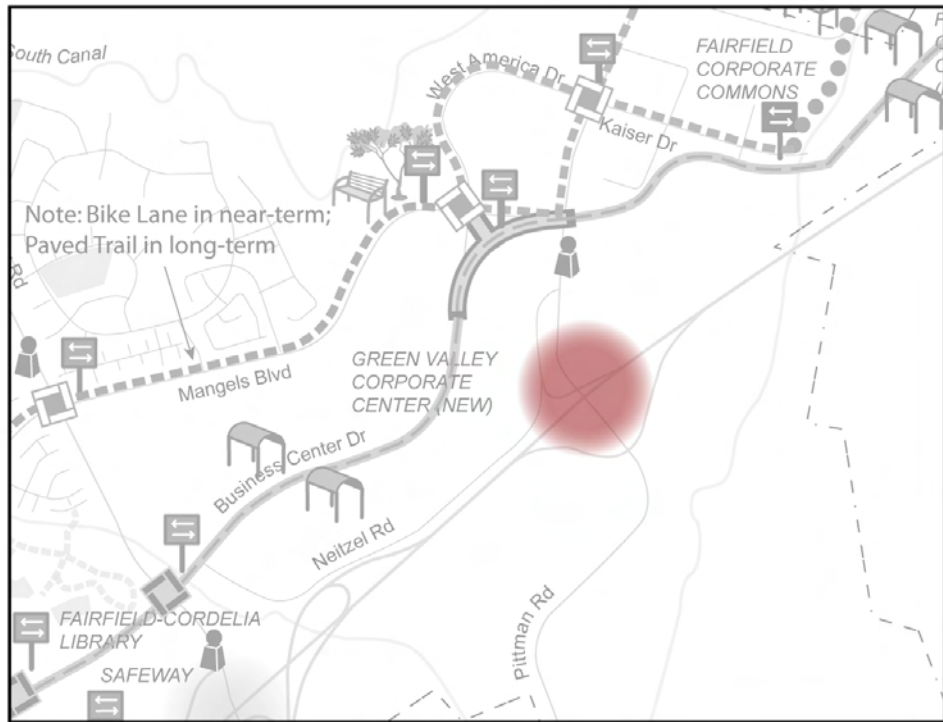 South Canal
West America Dr
FAIRFIELD
CORPORATE
COMMONS
Kaiser Dr
Note: Bike Lane in near-term;
Paved Trail in long-term
Rd
Mangels Blvd
GREEN VALLEY
CORPORATE
CENTER (NEW)
Business Center Dr
Neitzel Rd
Pittman Rd
FAIRFIELD-CORDELIA
LIBRARY
SAFEWAY